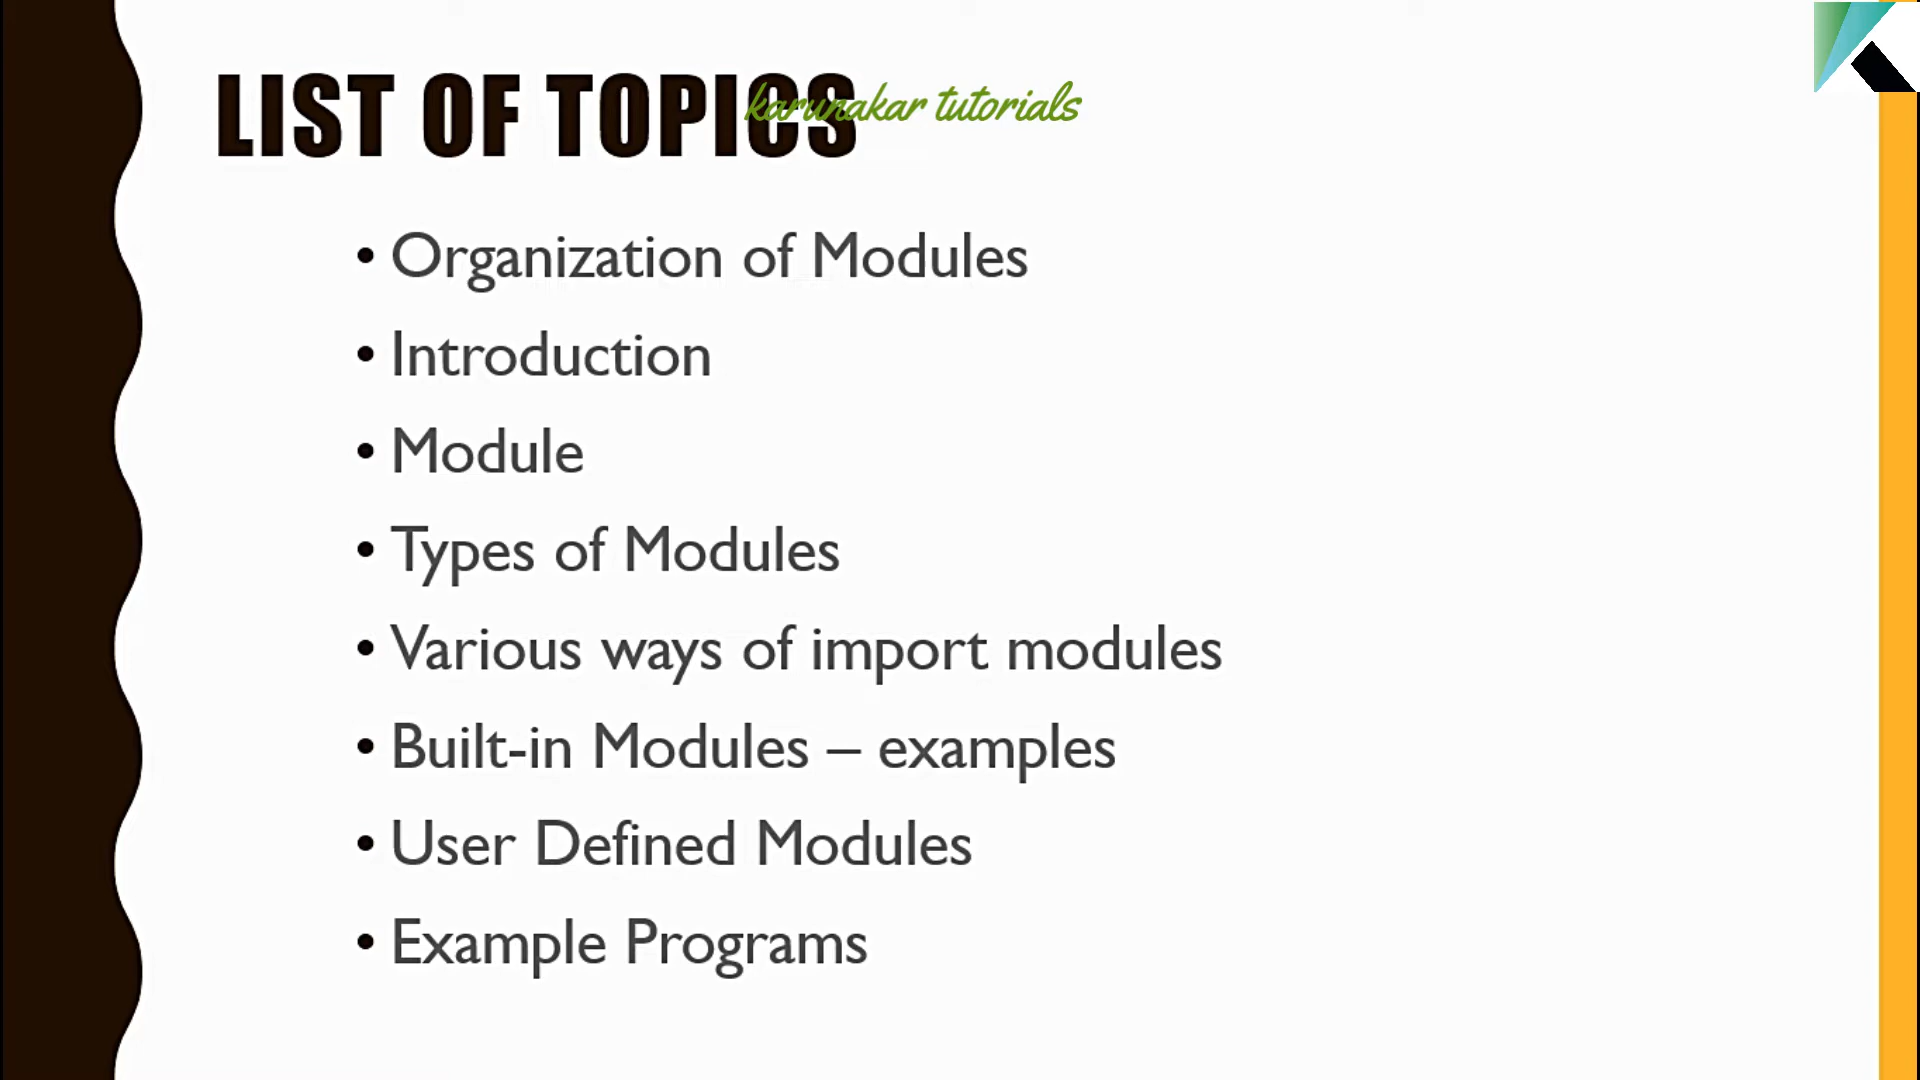 LIST OF TOPICS
karunakar tutorials
• Organization of Modules
• Introduction
• Module
• Types of Modules
• Various ways of import modules
• Built-in Modules – examples
• User Defined Modules
• Example Programs